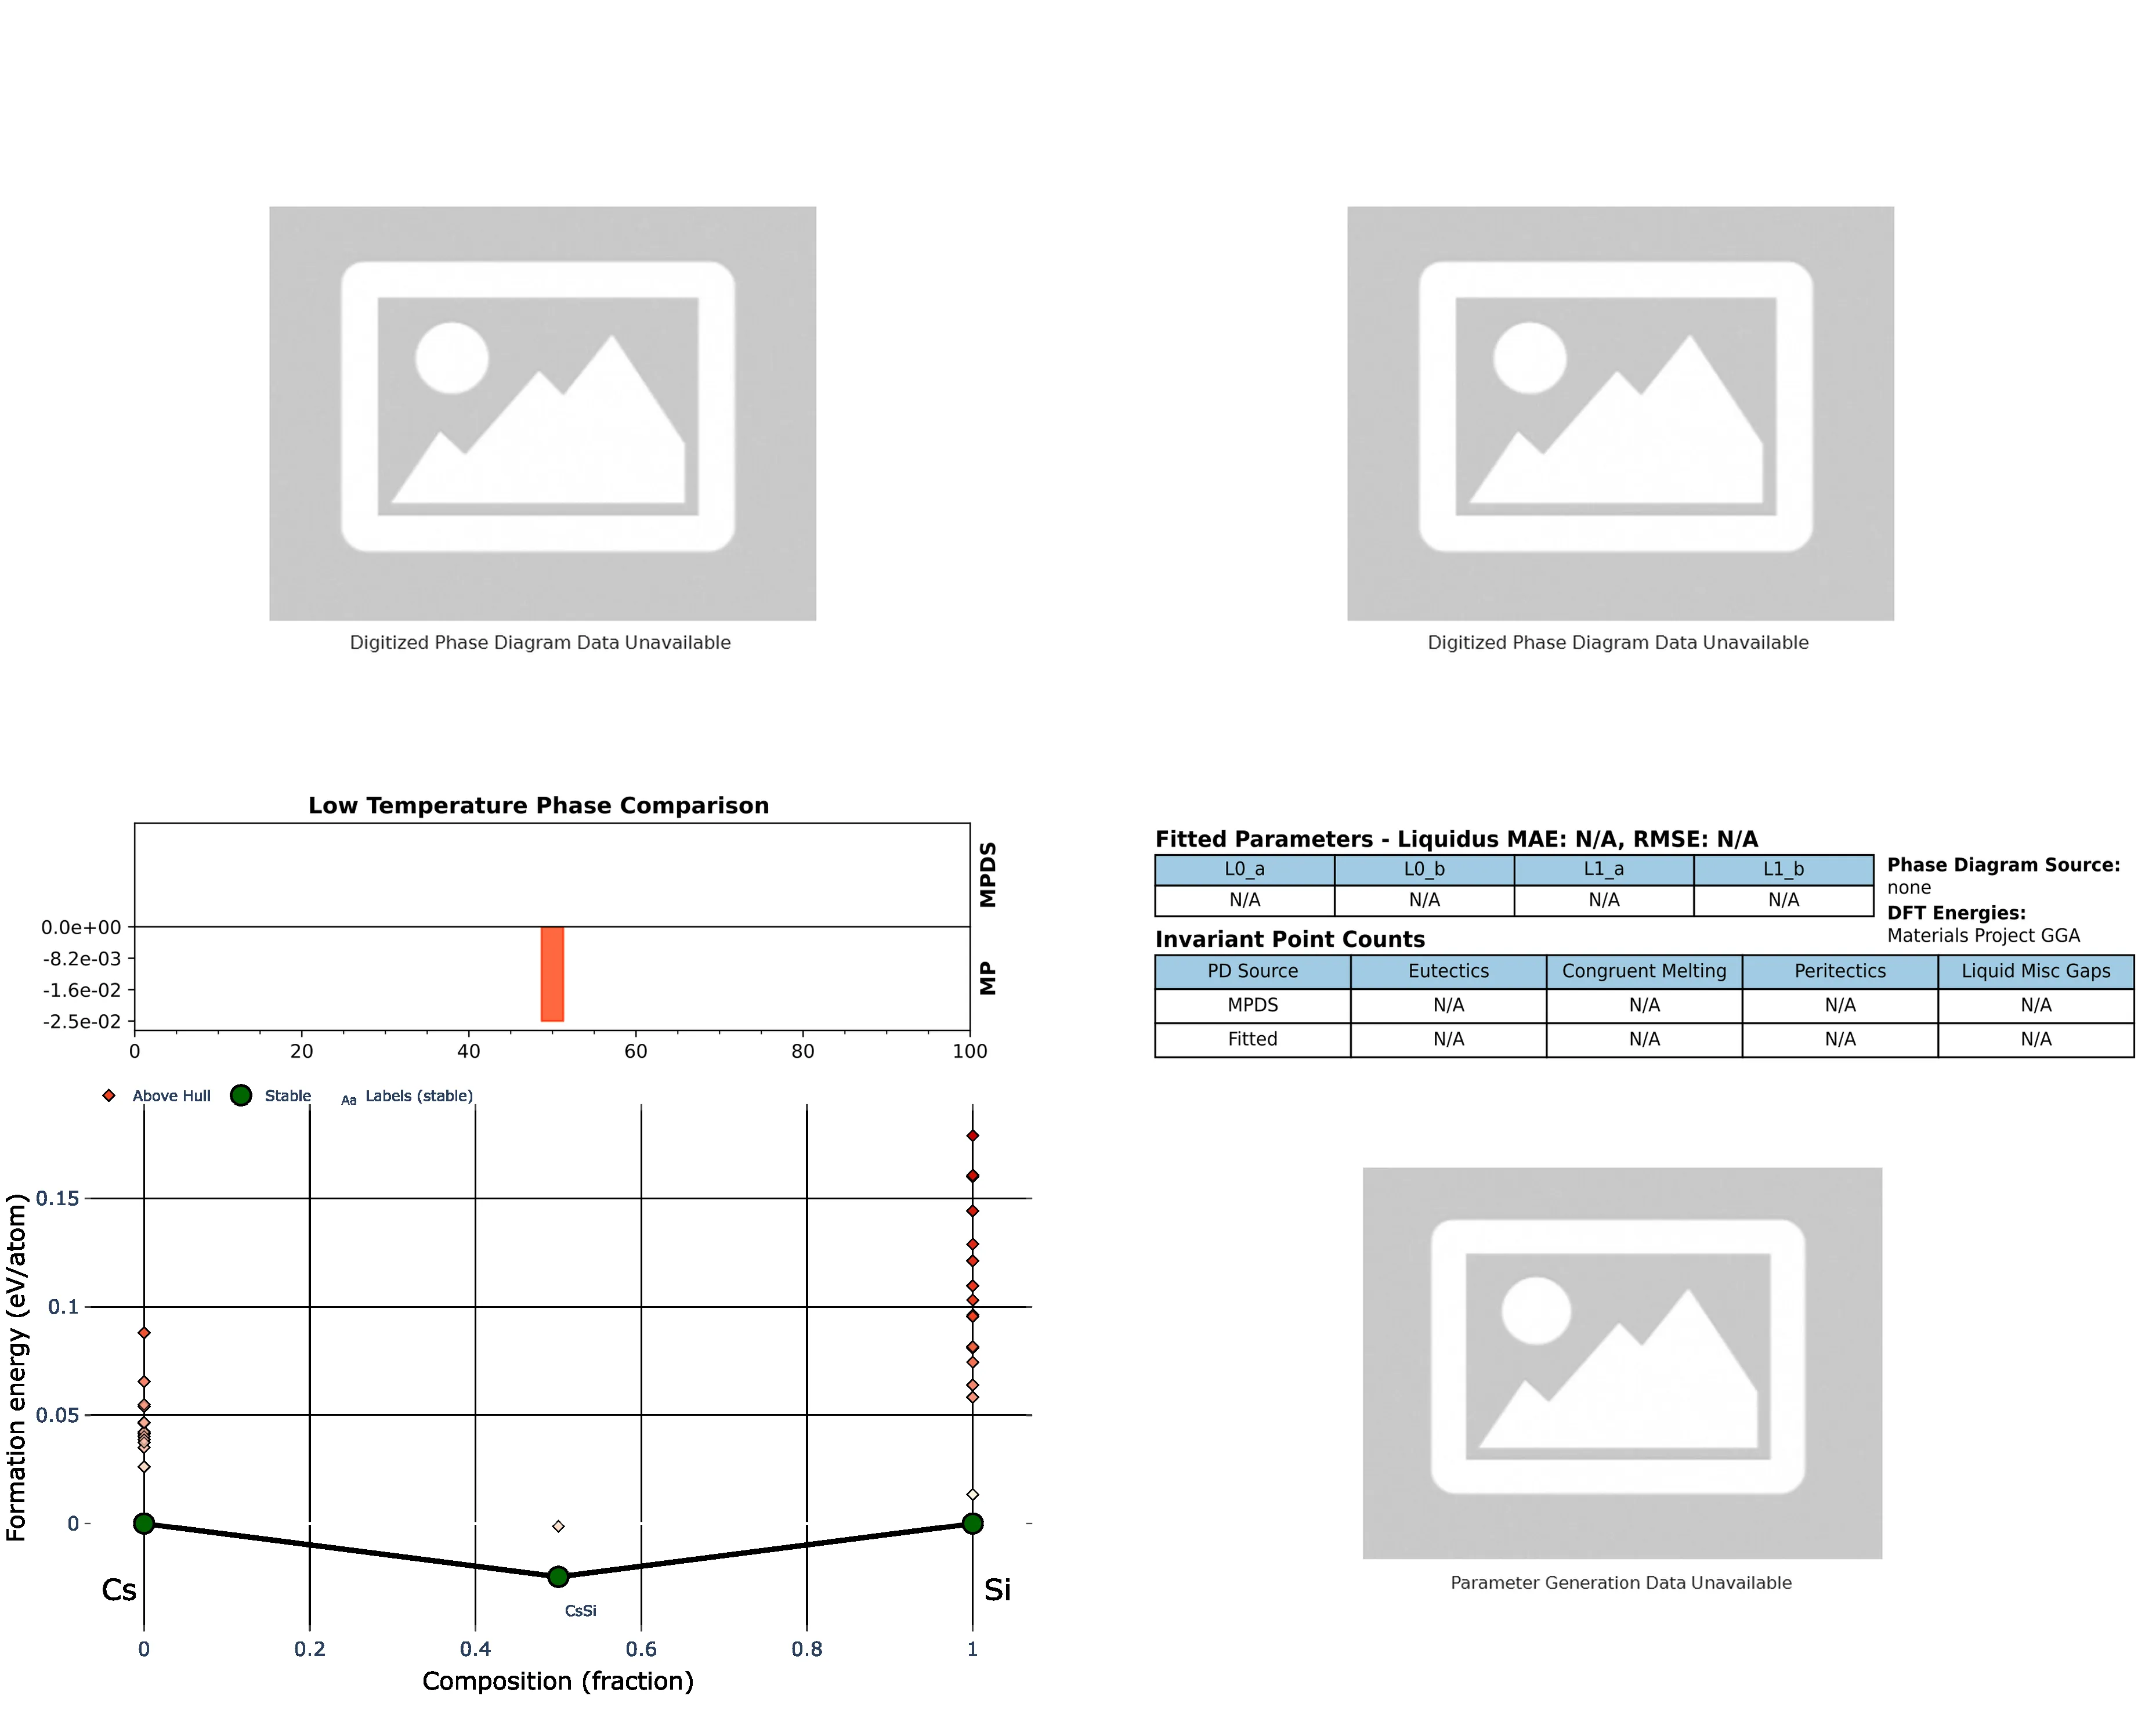 Digitized Phase Diagram Data Unavailable
Digitized Phase Diagram Data Unavailable
Low Temperature Phase Comparison
MPDS
MP
0.0e+00
-8.2e-03
-1.6e-02
-2.5e-02
0 20 40 60 80 100
Fitted Parameters - Liquidus MAE: N/A, RMSE: N/A
L0_a L0_b L1_a L1_b
N/A N/A N/A N/A
Phase Diagram Source:
none
DFT Energies:
Materials Project GGA
Invariant Point Counts
PD Source Eutectics Congruent Melting Peritectics Liquid Misc Gaps
MPDS N/A N/A N/A N/A
Fitted N/A N/A N/A N/A
Above Hull Stable Aa Labels (stable)
Formation energy (eV/atom)
0.15
0.1
0.05
0
Cs
Si
CsSi
0 0.2 0.4 0.6 0.8 1
Composition (fraction)
Parameter Generation Data Unavailable